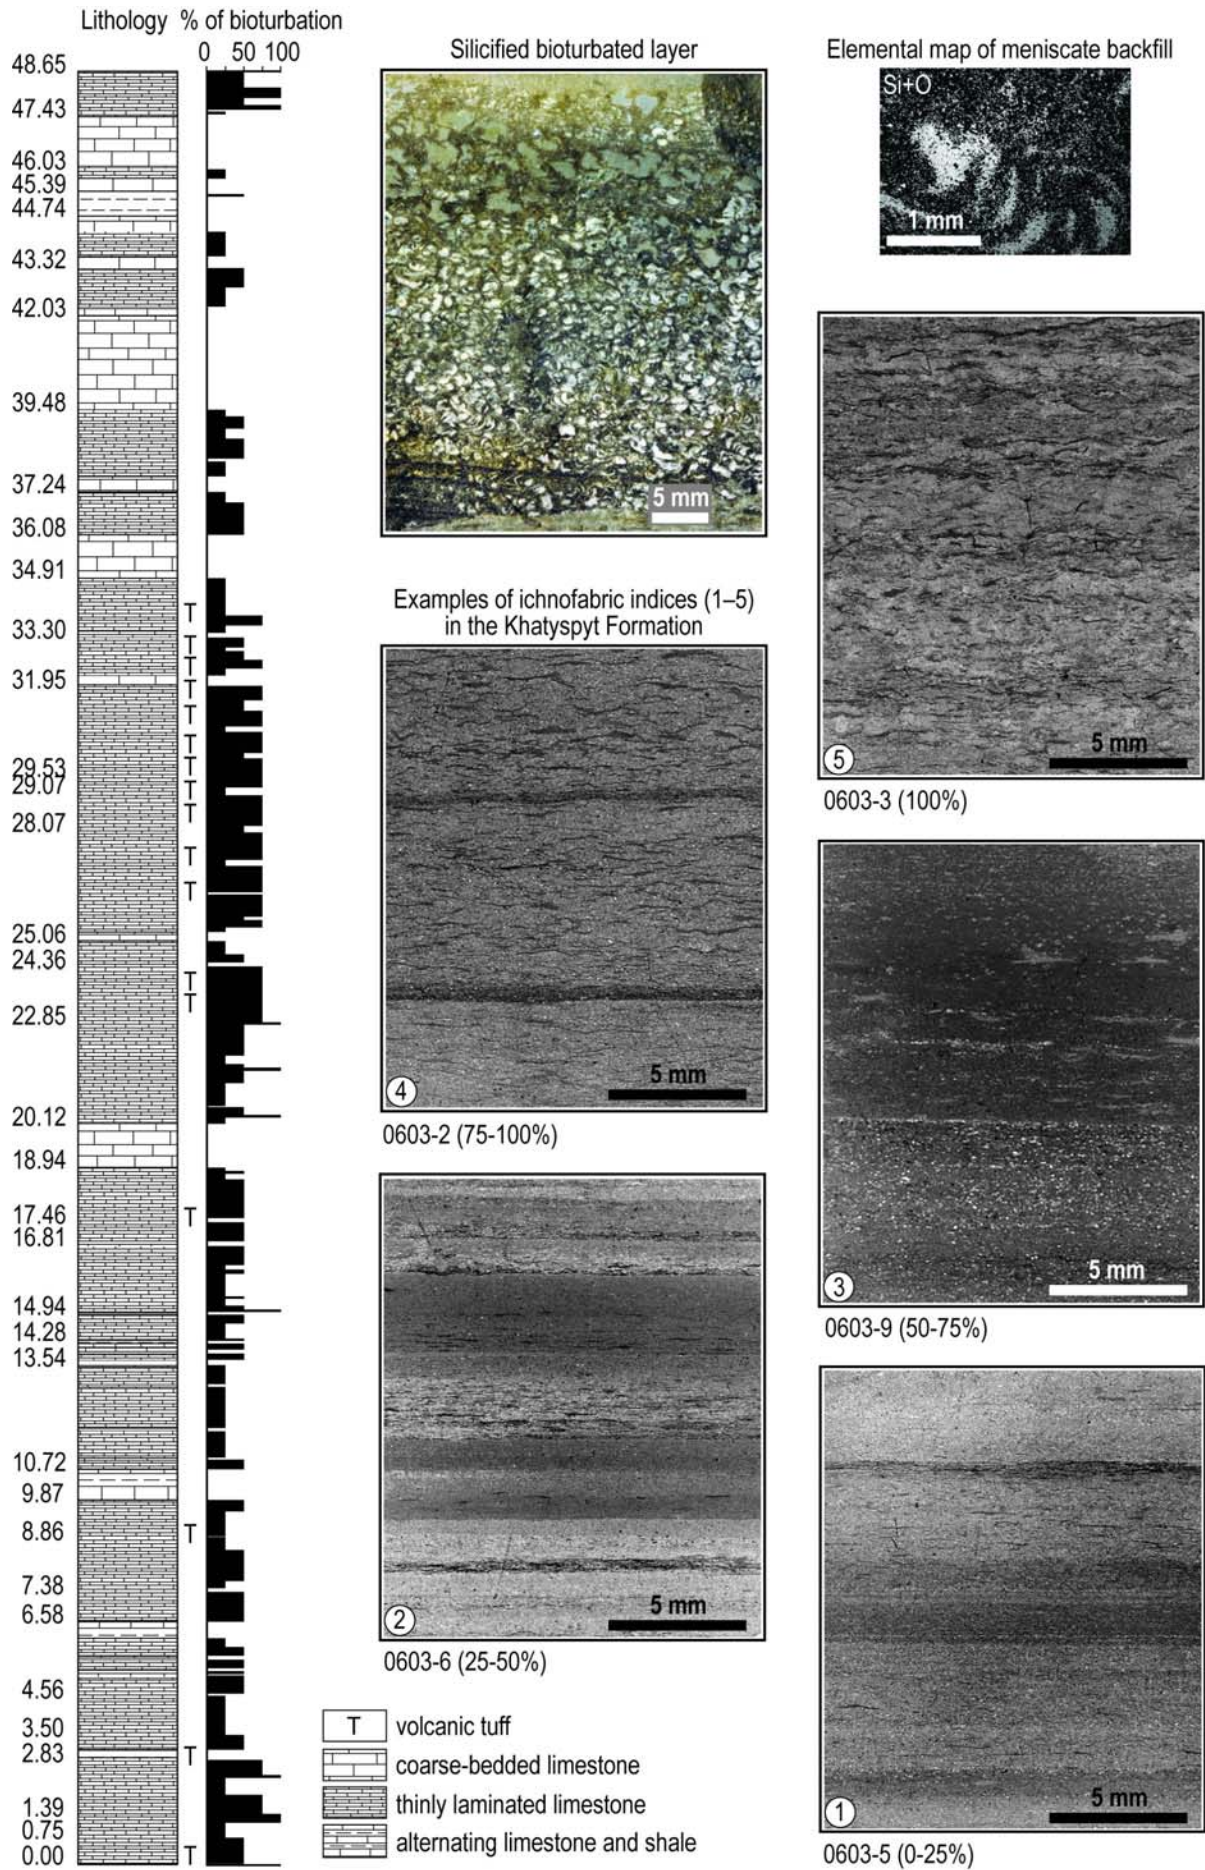 Lithology % of bioturbation
0 50 100
48.65
47.43
46.03
45.39
44.74
43.32
42.03
39.48
37.24
36.08
34.91
T
33.30
T
T
31.95
T
T
T
29.53
T
29.07
T
T
28.07
T
T
25.06
24.36
T
T
22.85
20.12
18.94
17.46
T
16.81
14.94
14.28
13.54
10.72
9.87
8.86
T
7.38
6.58
4.56
3.50
2.83
T
1.39
0.75
0.00
T
Silicified bioturbated layer
5 mm
Elemental map of meniscate backfill
Si+O
1 mm
Examples of ichnofabric indices (1–5)
in the Khatyspyt Formation
5 mm
4
0603-2 (75-100%)
5 mm
2
0603-6 (25-50%)
5 mm
5
0603-3 (100%)
5 mm
3
0603-9 (50-75%)
5 mm
1
0603-5 (0-25%)
T volcanic tuff
coarse-bedded limestone
thinly laminated limestone
alternating limestone and shale